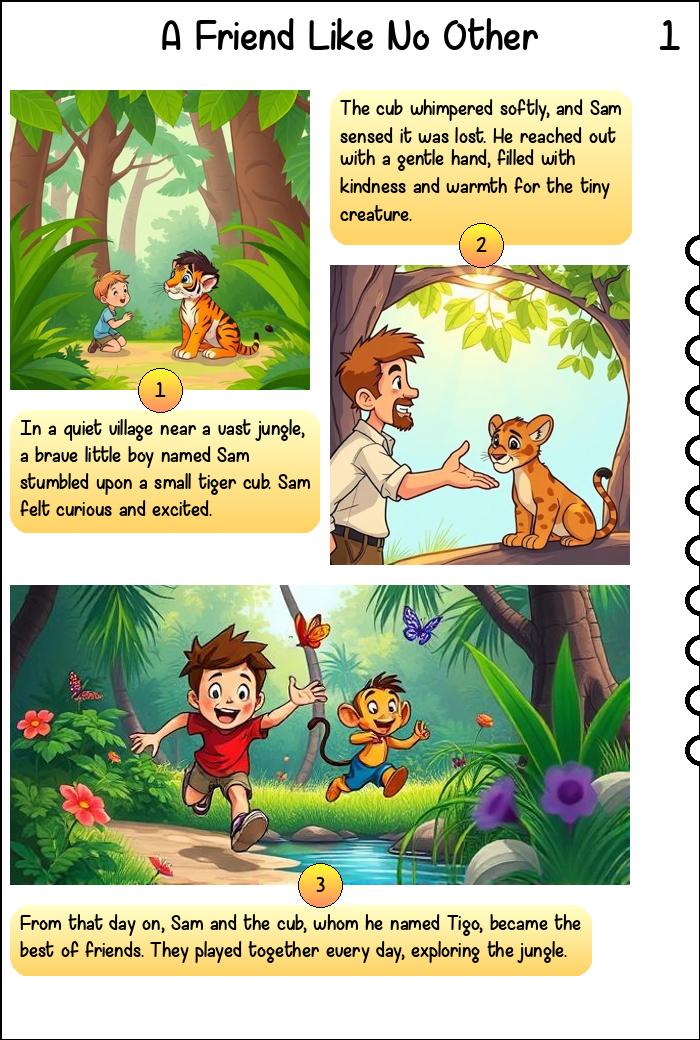 A Friend Like No Other
1
1
In a quiet village near a vast jungle,
a brave little boy named Sam
stumbled upon a small tiger cub. Sam
felt curious and excited.
The cub whimpered softly, and Sam
sensed it was lost. He reached out
with a gentle hand, filled with
kindness and warmth for the tiny
creature.
2
3
From that day on, Sam and the cub, whom he named Tigo, became the
best of friends. They played together every day, exploring the jungle.